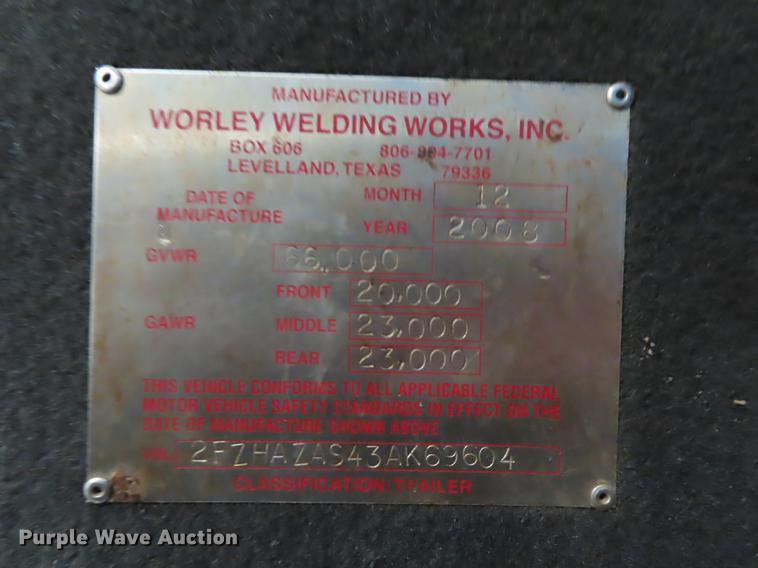 MANUFACTURED BY
WORLEY WELDING WORKS, INC.
BOX 606 806-894-7701
LEVELLAND, TEXAS 79336
DATE OF MANUFACTURE MONTH 12
YEAR 2008
GVWR 66,000
FRONT 20,000
GAWR MIDDLE 23,000
REAR 23,000
THIS VEHICLE CONFORMS TO ALL APPLICABLE FEDERAL
MOTOR VEHICLE SAFETY STANDARDS IN EFFECT ON THE
DATE OF MANUFACTURE SHOWN ABOVE
2FZHAZAS43AK69604
CLASSIFICATION: TRAILER
Purple Wave Auction